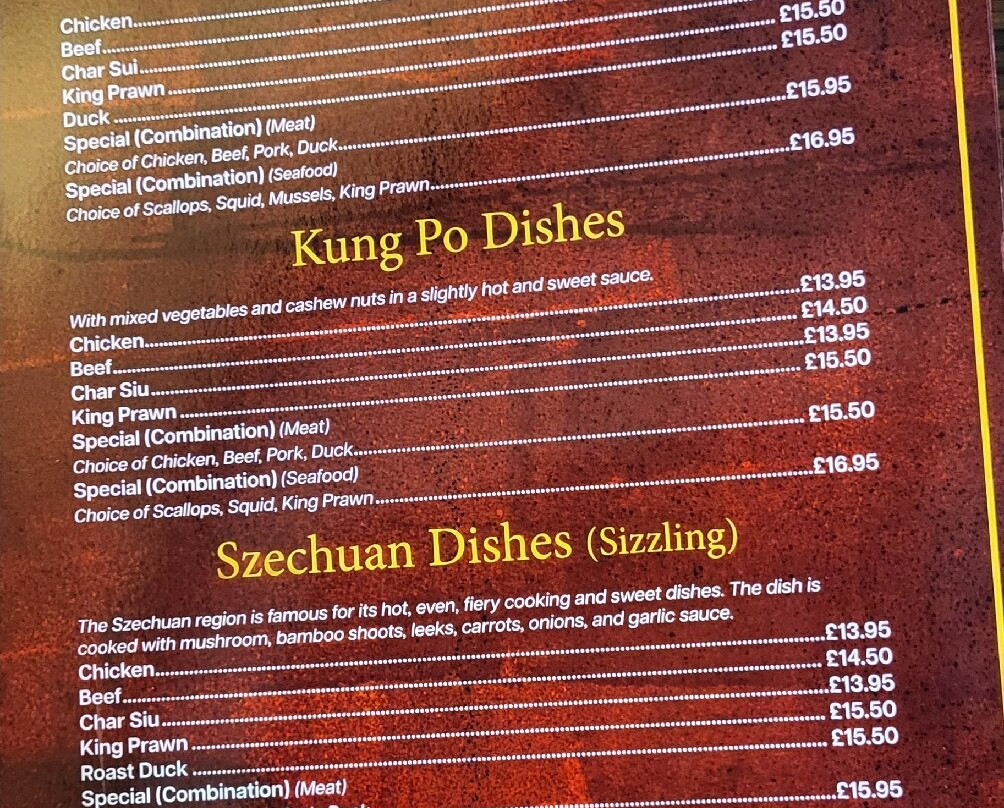 Chicken
Beef
Char Sui
King Prawn £15.50
Duck £15.50
Special (Combination) (Meat)
Choice of Chicken, Beef, Pork, Duck £15.95
Special (Combination) (Seafood)
Choice of Scallops, Squid, Mussels, King Prawn £16.95
Kung Po Dishes
With mixed vegetables and cashew nuts in a slightly hot and sweet sauce.
Chicken £13.95
Beef £14.50
Char Siu £13.95
King Prawn £15.50
Special (Combination) (Meat)
Choice of Chicken, Beef, Pork, Duck £15.50
Special (Combination) (Seafood)
Choice of Scallops, Squid, King Prawn £16.95
Szechuan Dishes (Sizzling)
The Szechuan region is famous for its hot, even, fiery cooking and sweet dishes. The dish is
cooked with mushroom, bamboo shoots, leeks, carrots, onions, and garlic sauce.
Chicken £13.95
Beef £14.50
Char Siu £13.95
King Prawn £15.50
Roast Duck £15.50
Special (Combination) (Meat)
£15.95